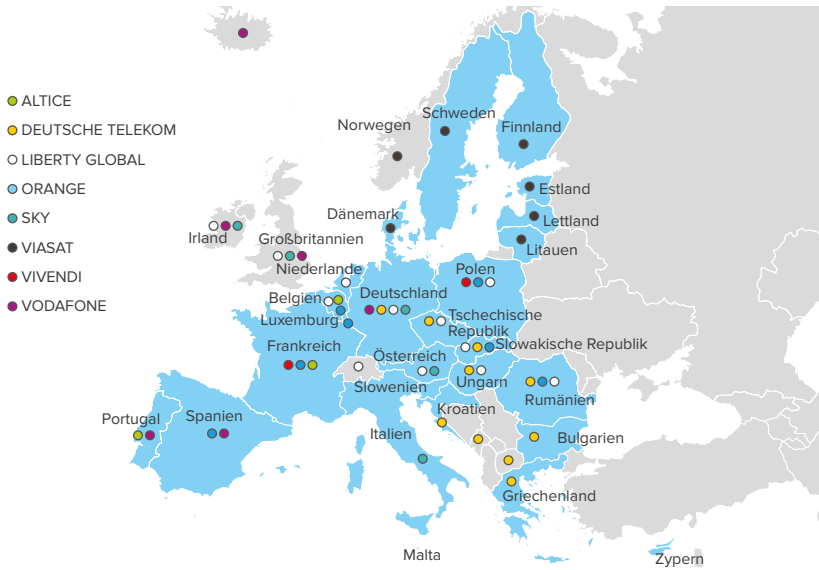 ALTICE
DEUTSCHE TELEKOM
LIBERTY GLOBAL
ORANGE
SKY
VIASAT
VIVENDI
VODAFONE
Schweden
Norwegen
Finnland
Estland
Dänemark
Lettland
Irland
Großbritannien
Litauen
Niederlande
Polen
Belgien
Deutschland
Luxemburg
Tschechische
Republik
Frankreich
Slowakische Republik
Österreich
Slowenien
Ungarn
Rumänien
Portugal
Spanien
Kroatien
Italien
Bulgarien
Griechenland
Malta
Zypern